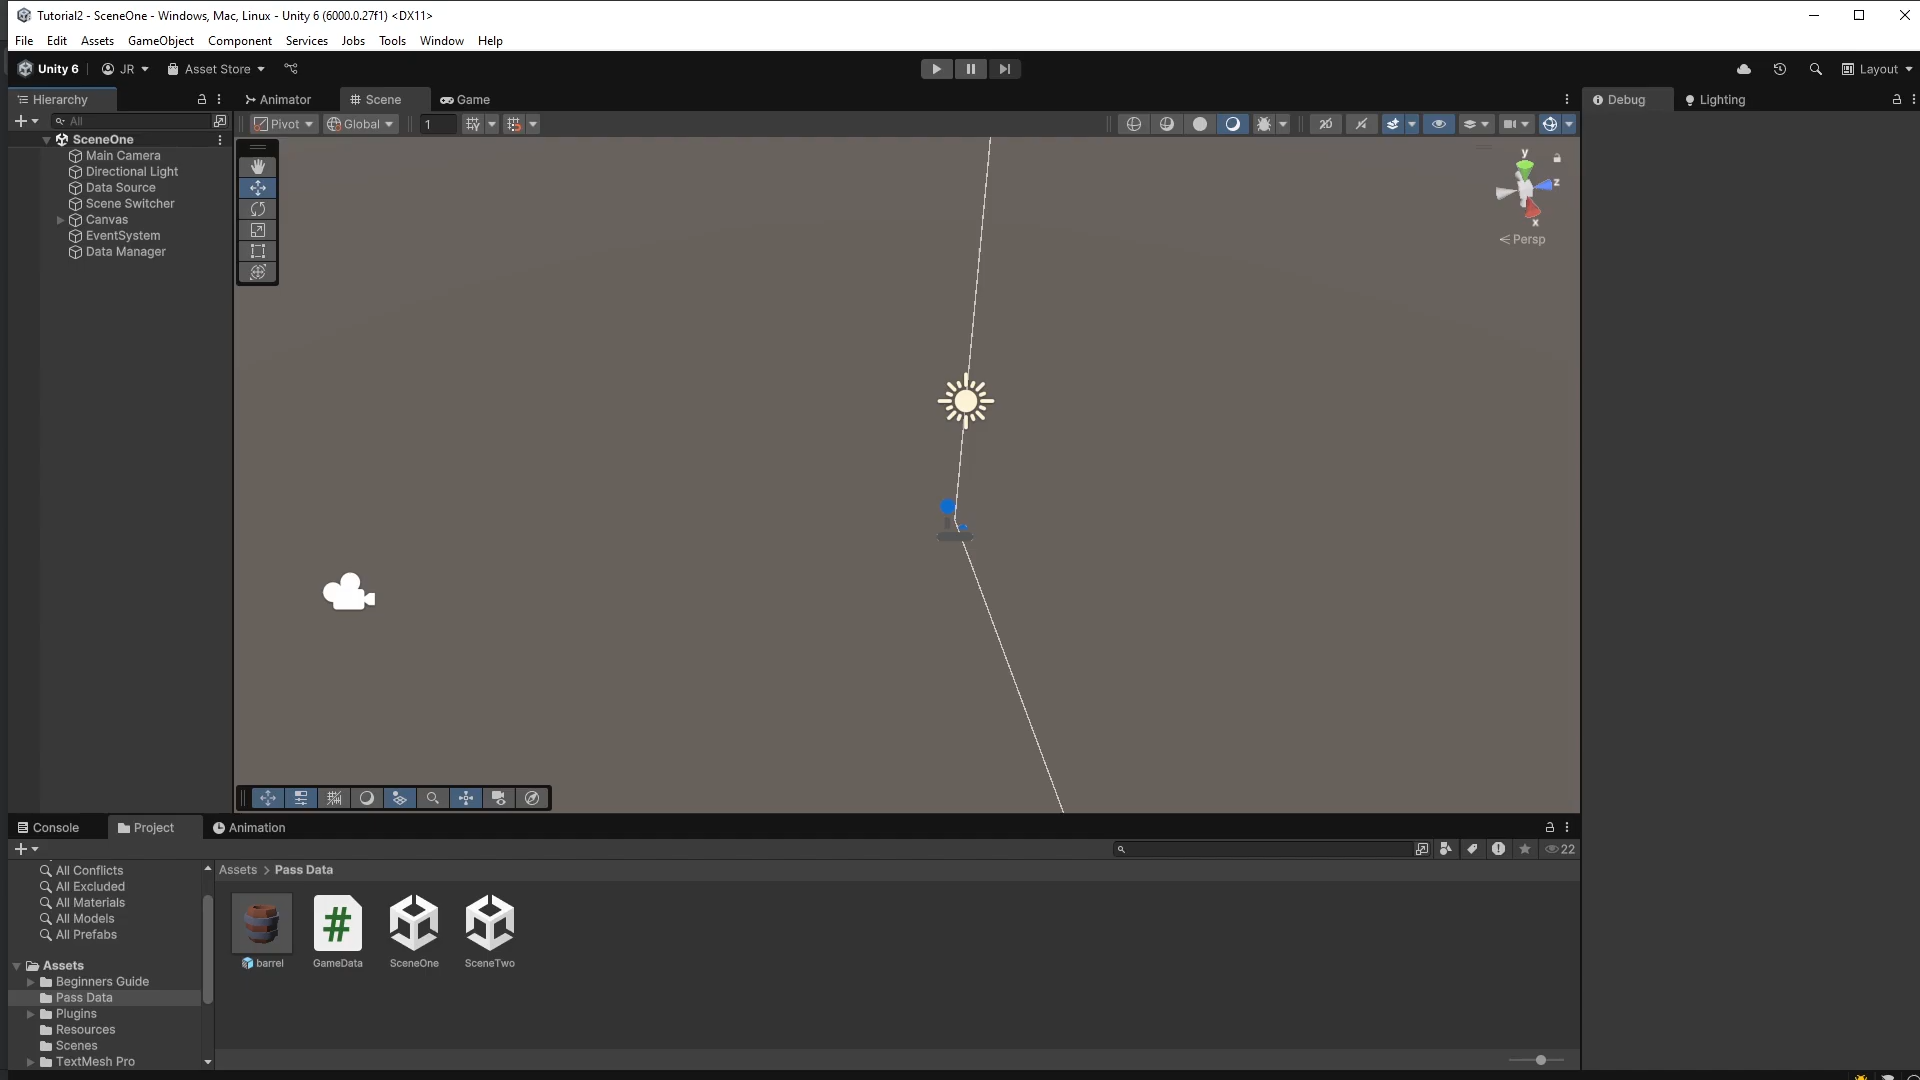 Tutorial2 - SceneOne - Windows, Mac, Linux - Unity 6 (6000.0.27f1) <DX11>
File Edit Assets GameObject Component Services Jobs Tools Window Help
Unity 6 JR Asset Store Layout
Hierarchy
Animator Scene Game
Debug Lighting
All
Pivot Global 1 2D
SceneOne
Main Camera
Directional Light
Data Source
Scene Switcher
Canvas
EventSystem
Data Manager
y
z
x
Persp
Console Project Animation
22
All Conflicts
All Excluded
All Materials
All Models
All Prefabs
Assets
Beginners Guide
Pass Data
Plugins
Resources
Scenes
TextMesh Pro
Assets > Pass Data
barrel GameData SceneOne SceneTwo